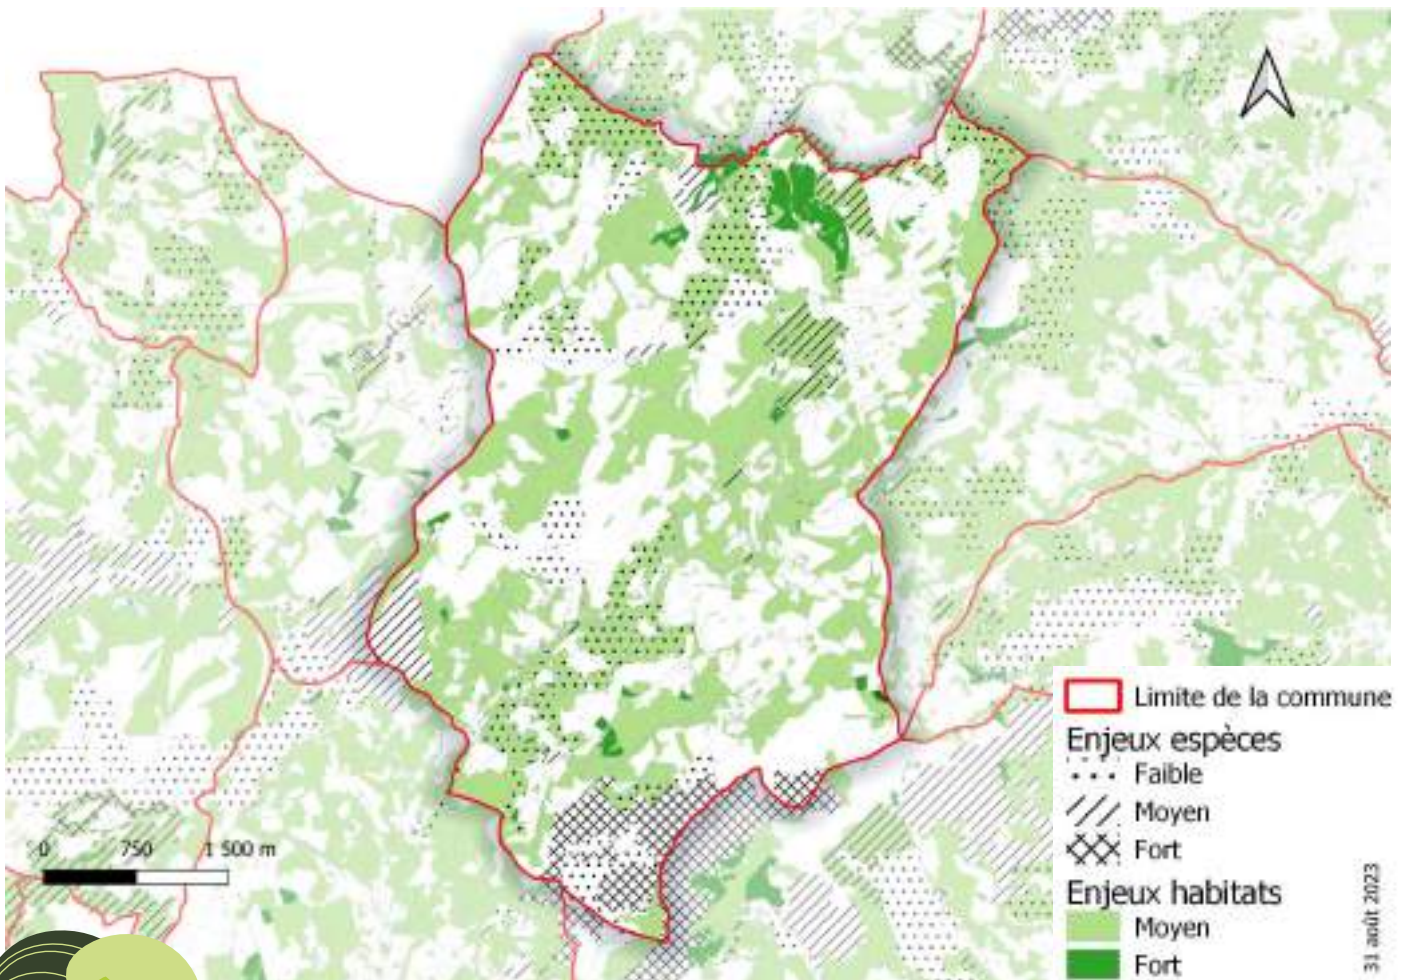 0 750 1 500 m
Limite de la commune
Enjeux espèces
Faible
Moyen
Fort
Enjeux habitats
Moyen
Fort
31 août 2023